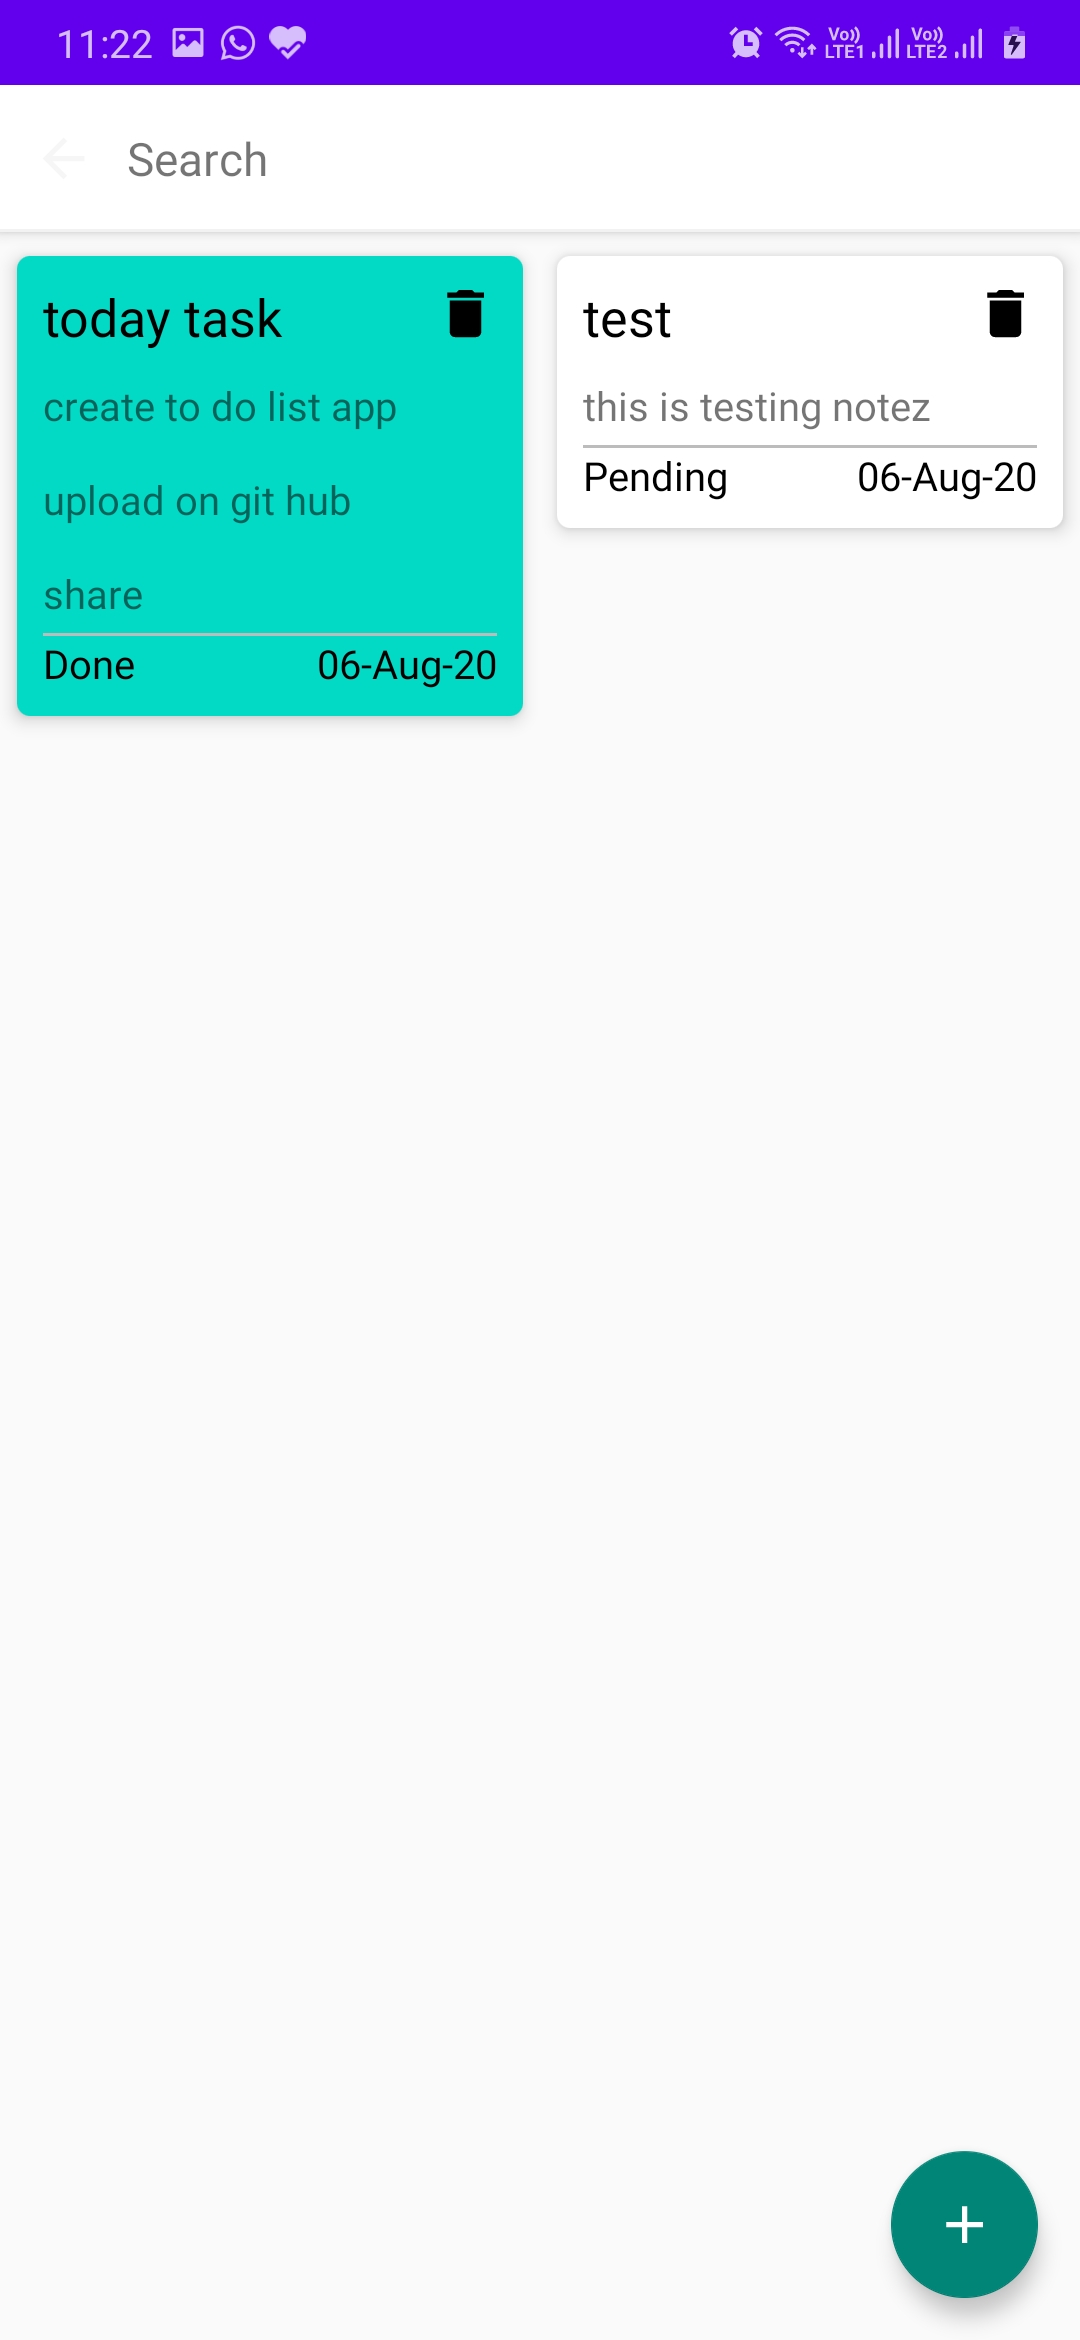 11:22
Vo)) LTE1 Vo)) LTE2
Search
today task
create to do list app
upload on git hub
share
Done 06-Aug-20
test
this is testing notez
Pending 06-Aug-20